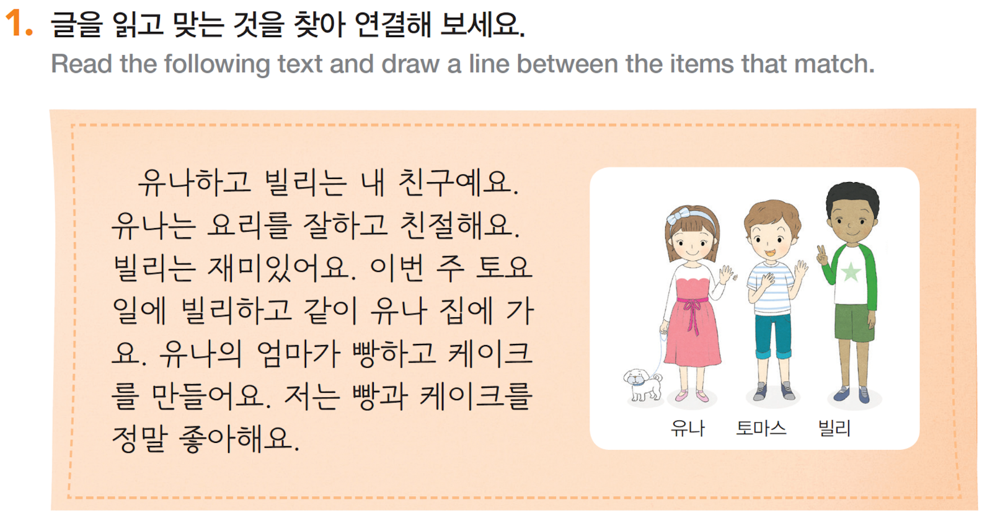 1. 글을 읽고 맞는 것을 찾아 연결해 보세요.
Read the following text and draw a line between the items that match.
유나하고 빌리는 내 친구예요.
유나는 요리를 잘하고 친절해요.
빌리는 재미있어요. 이번 주 토요
일에 빌리하고 같이 유나 집에 가
요. 유나의 엄마가 빵하고 케이크
를 만들어요. 저는 빵과 케이크를
정말 좋아해요.
유나 토마스 빌리